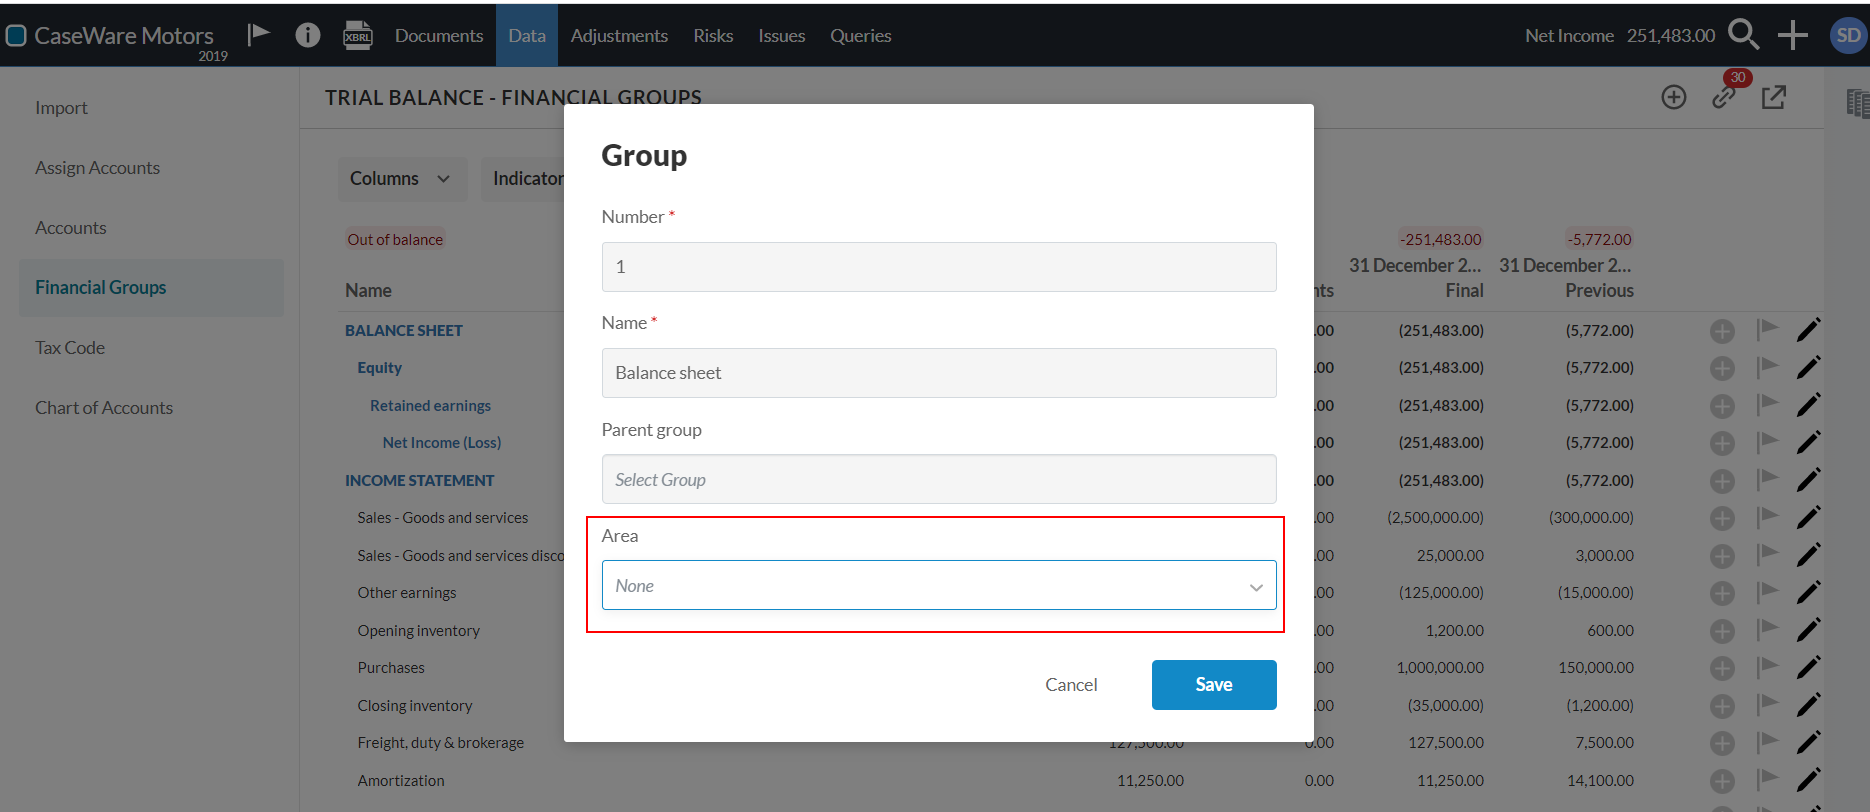 CaseWare Motors
2019
XBRL
Documents
Data
Adjustments
Risks
Issues
Queries
Net Income 251,483.00
SD
Import
Assign Accounts
Accounts
Financial Groups
Tax Code
Chart of Accounts
TRIAL BALANCE - FINANCIAL GROUPS
30
Columns
Indicator
Out of balance
-251,483.00 -5,772.00
31 December 2... 31 December 2...
Name nts Final Previous
BALANCE SHEET .00 (251,483.00) (5,772.00)
Equity .00 (251,483.00) (5,772.00)
Retained earnings .00 (251,483.00) (5,772.00)
Net Income (Loss) .00 (251,483.00) (5,772.00)
INCOME STATEMENT .00 (251,483.00) (5,772.00)
Sales - Goods and services .00 (2,500,000.00) (300,000.00)
Sales - Goods and services disco .00 25,000.00 3,000.00
Other earnings .00 (125,000.00) (15,000.00)
Opening inventory .00 1,200.00 600.00
Purchases .00 1,000,000.00 150,000.00
Closing inventory .00 (35,000.00) (1,200.00)
Freight, duty & brokerage 127,500.00 0.00 127,500.00 7,500.00
Amortization 11,250.00 0.00 11,250.00 14,100.00
Group
Number *
1
Name *
Balance sheet
Parent group
Select Group
Area
None
Cancel
Save